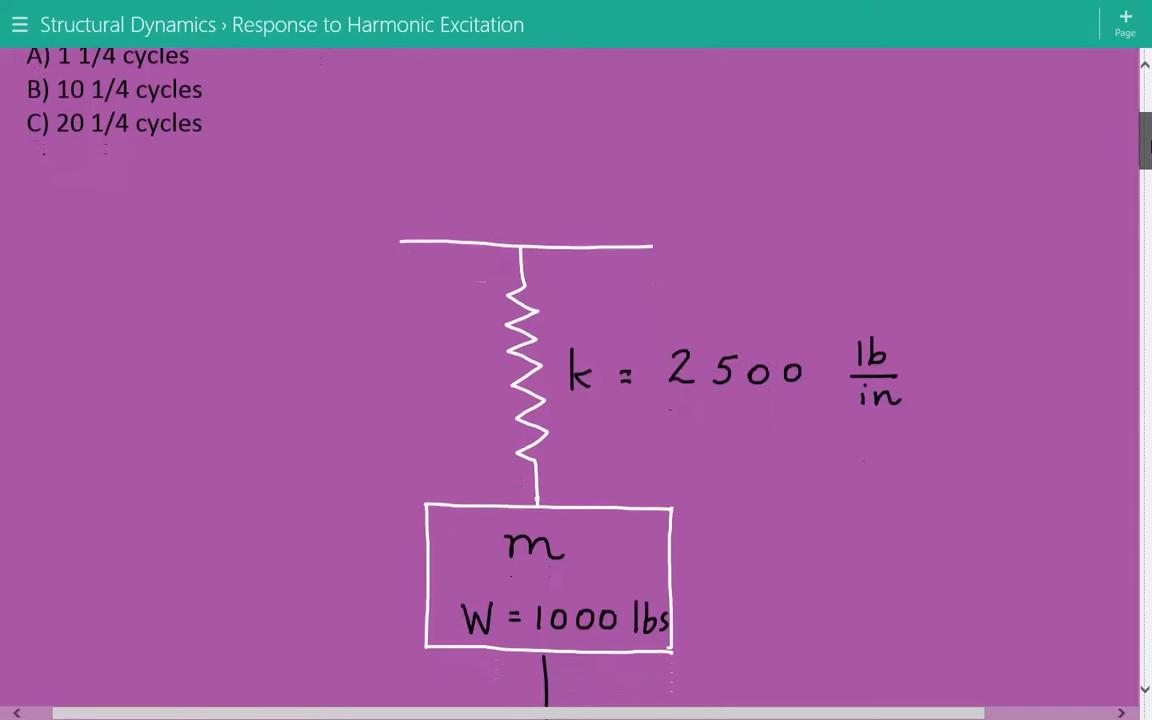 Structural Dynamics › Response to Harmonic Excitation
Page
A) 1 1/4 cycles
B) 10 1/4 cycles
C) 20 1/4 cycles
k = 2500 lb/in
m
W = 1000 lbs